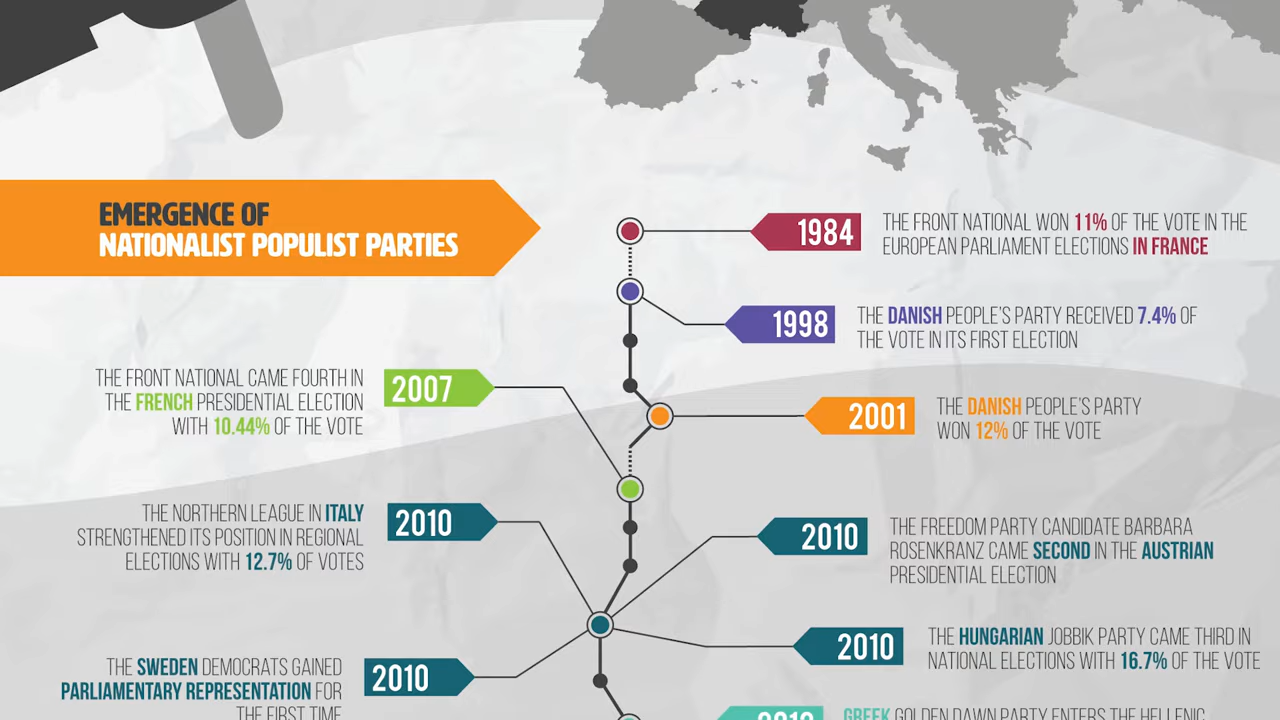 EMERGENCE OF
NATIONALIST POPULIST PARTIES
1984
THE FRONT NATIONAL WON 11% OF THE VOTE IN THE
EUROPEAN PARLIAMENT ELECTIONS IN FRANCE
1998
THE DANISH PEOPLE'S PARTY RECEIVED 7.4% OF
THE VOTE IN ITS FIRST ELECTION
THE FRONT NATIONAL CAME FOURTH IN
THE FRENCH PRESIDENTIAL ELECTION
WITH 10.44% OF THE VOTE
2007
2001
THE DANISH PEOPLE'S PARTY
WON 12% OF THE VOTE
THE NORTHERN LEAGUE IN ITALY
STRENGTHENED ITS POSITION IN REGIONAL
ELECTIONS WITH 12.7% OF VOTES
2010
2010
THE FREEDOM PARTY CANDIDATE BARBARA
ROSENKRANZ CAME SECOND IN THE AUSTRIAN
PRESIDENTIAL ELECTION
2010
THE HUNGARIAN JOBBIK PARTY CAME THIRD IN
NATIONAL ELECTIONS WITH 16.7% OF THE VOTE
THE SWEDEN DEMOCRATS GAINED
PARLIAMENTARY REPRESENTATION FOR
THE FIRST TIME
2010
GREEK GOLDEN DAWN PARTY ENTERS THE HELLENIC